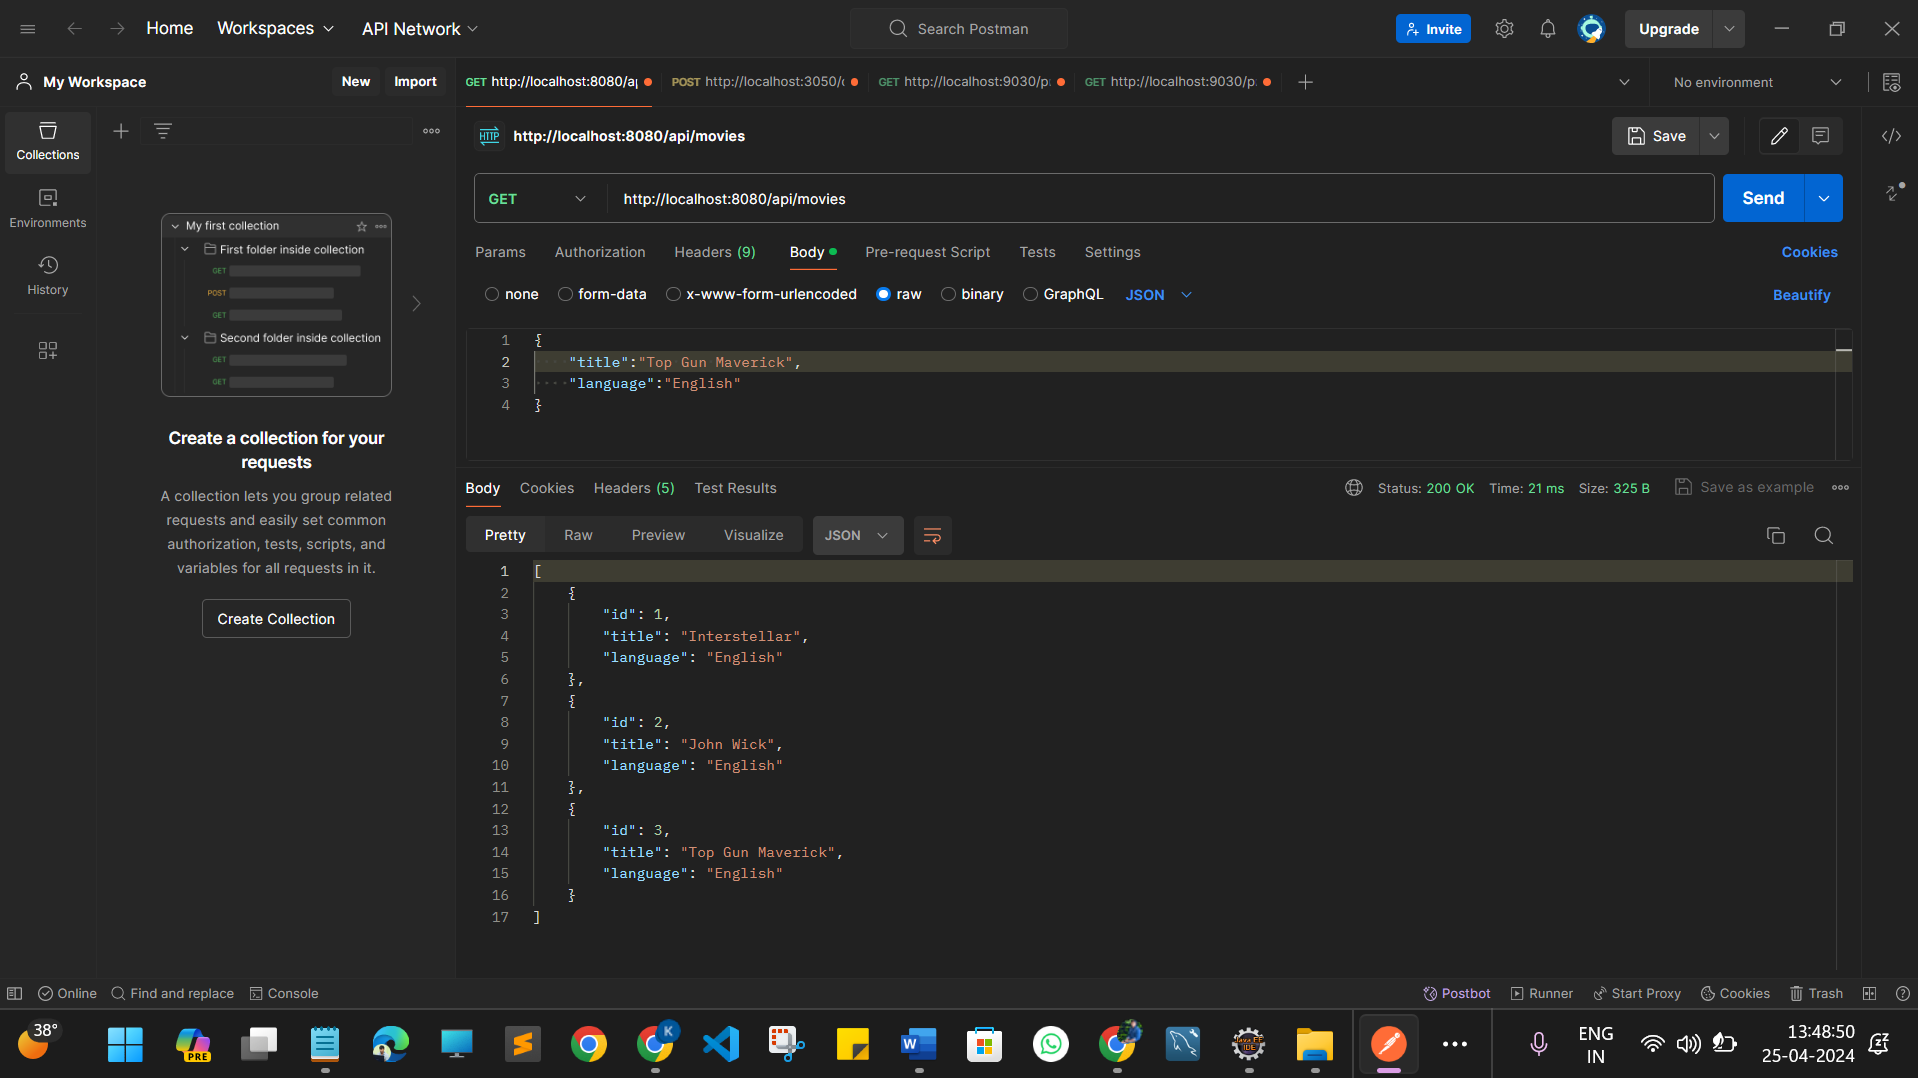 Home Workspaces API Network Search Postman Invite Upgrade
My Workspace New Import GET http://localhost:8080/a POST http://localhost:3050/ GET http://localhost:9030/p GET http://localhost:9030/p No environment
Collections
Environments
History
My first collection
First folder inside collection
GET
POST
GET
Second folder inside collection
GET
GET
Create a collection for your
requests
A collection lets you group related
requests and easily set common
authorization, tests, scripts, and
variables for all requests in it.
Create Collection
HTTP http://localhost:8080/api/movies Save
GET http://localhost:8080/api/movies Send
Params Authorization Headers (9) Body Pre-request Script Tests Settings Cookies
none form-data x-www-form-urlencoded raw binary GraphQL JSON Beautify
1 {
2 "title":"Top Gun Maverick",
3 "language":"English"
4 }
Body Cookies Headers (5) Test Results Status: 200 OK Time: 21 ms Size: 325 B Save as example
Pretty Raw Preview Visualize JSON
1 [
2 {
3 "id": 1,
4 "title": "Interstellar",
5 "language": "English"
6 },
7 {
8 "id": 2,
9 "title": "John Wick",
10 "language": "English"
11 },
12 {
13 "id": 3,
14 "title": "Top Gun Maverick",
15 "language": "English"
16 }
17 ]
Online Find and replace Console Postbot Runner Start Proxy Cookies Trash
38° PRE K W Java EE IDE ENG 13:48:50
IN 25-04-2024